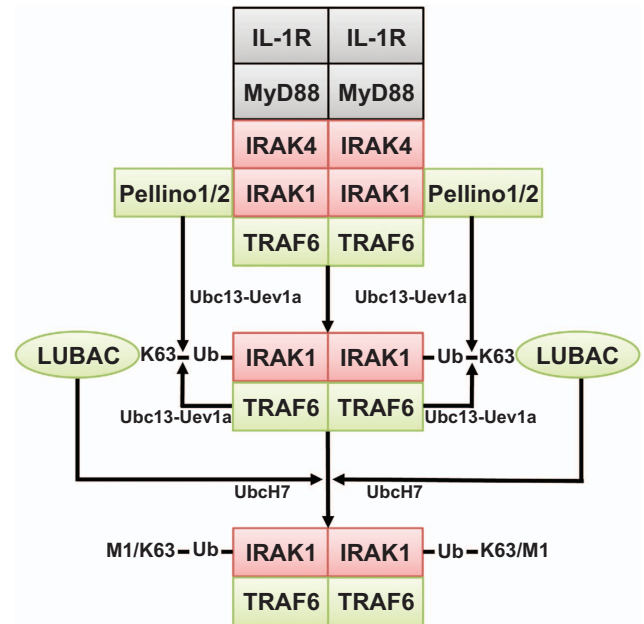 IL-1R IL-1R
MyD88 MyD88
IRAK4 IRAK4
Pellino1/2 IRAK1 IRAK1 Pellino1/2
TRAF6 TRAF6
Ubc13-Uev1a Ubc13-Uev1a
LUBAC K63 Ub IRAK1 IRAK1 Ub K63 LUBAC
Ubc13-Uev1a TRAF6 TRAF6 Ubc13-Uev1a
UbcH7 UbcH7
M1/K63 Ub IRAK1 IRAK1 Ub K63/M1
TRAF6 TRAF6